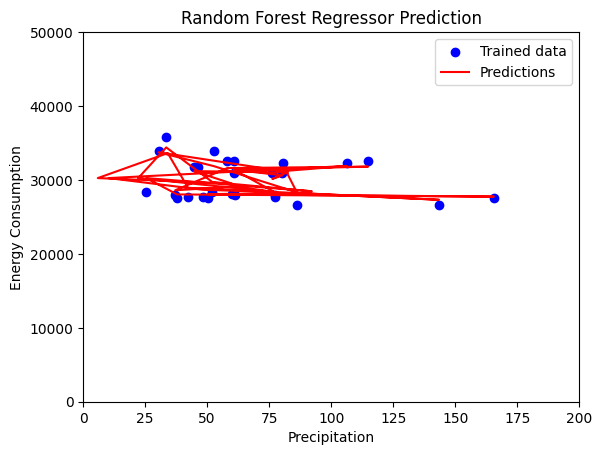 Random Forest Regressor Prediction
50000
40000
30000
20000
10000
0
Energy Consumption
Trained data
Predictions
0 25 50 75 100 125 150 175 200
Precipitation